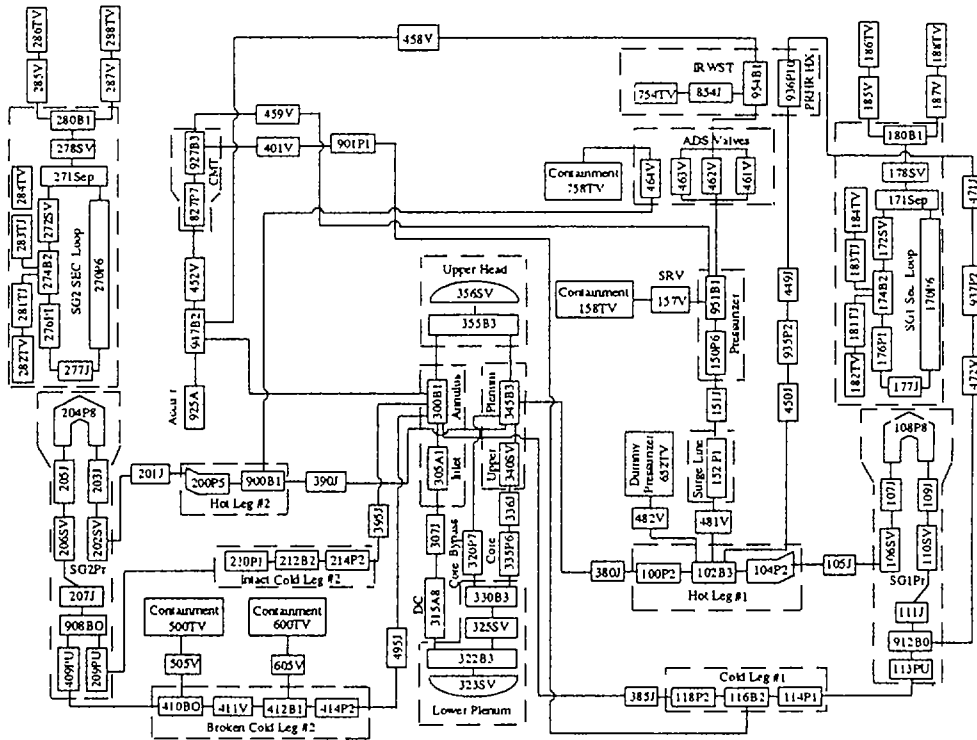 286TV
288TV
285V
287V
280B1
278SV
271Sep
284TV
283TJ
272SV
274B2
281TJ
276P1
282TV
277J
SG2 SEC Loop
270P6
458V
459V
401V
901P1
927B3
CMT
827P27
452V
947B2
Accu
925A
IRWST
754TV
854J
954B1
936P10
PRHR HX
ADS Valves
Containment
758TV
464V
463V
462V
461V
186TV
188TV
185V
187V
180B1
178SV
171Sep
184TV
183TJ
172SV
174B2
181TJ
176P1
182TV
177J
SG1 Sec Loop
170P6
471J
937P2
472V
Upper Head
356SV
355B3
SRV
Containment
158TV
157V
951B1
150P6
Pressurizer
449J
935P2
450J
151J
Surge Line
152P1
Dummy
Pressurizer
652TV
482V
481V
300B1
Annulus
Plenum
345B3
305A1
Inlet
Upper
340SV
307J
336J
Core Bypass
320P7
Core
335P6
DC
315A8
330B3
325SV
322B3
323SV
Lower Plenum
204P8
205J
203J
206SV
202SV
SG2Pr
207J
908BO
409PU
209PU
201J
200P5
900B1
390J
Hot Leg #2
395J
210P1
212B2
214P2
Intact Cold Leg #2
Containment
500TV
Containment
600TV
505V
605V
495J
410BO
411V
412B1
414P2
Broken Cold Leg #2
380J
100P2
102B3
104P2
105J
Hot Leg #1
108P8
107J
109J
106SV
110SV
SG1Pr
111J
912B0
113PU
Cold Leg #1
385J
118P2
116B2
114P1